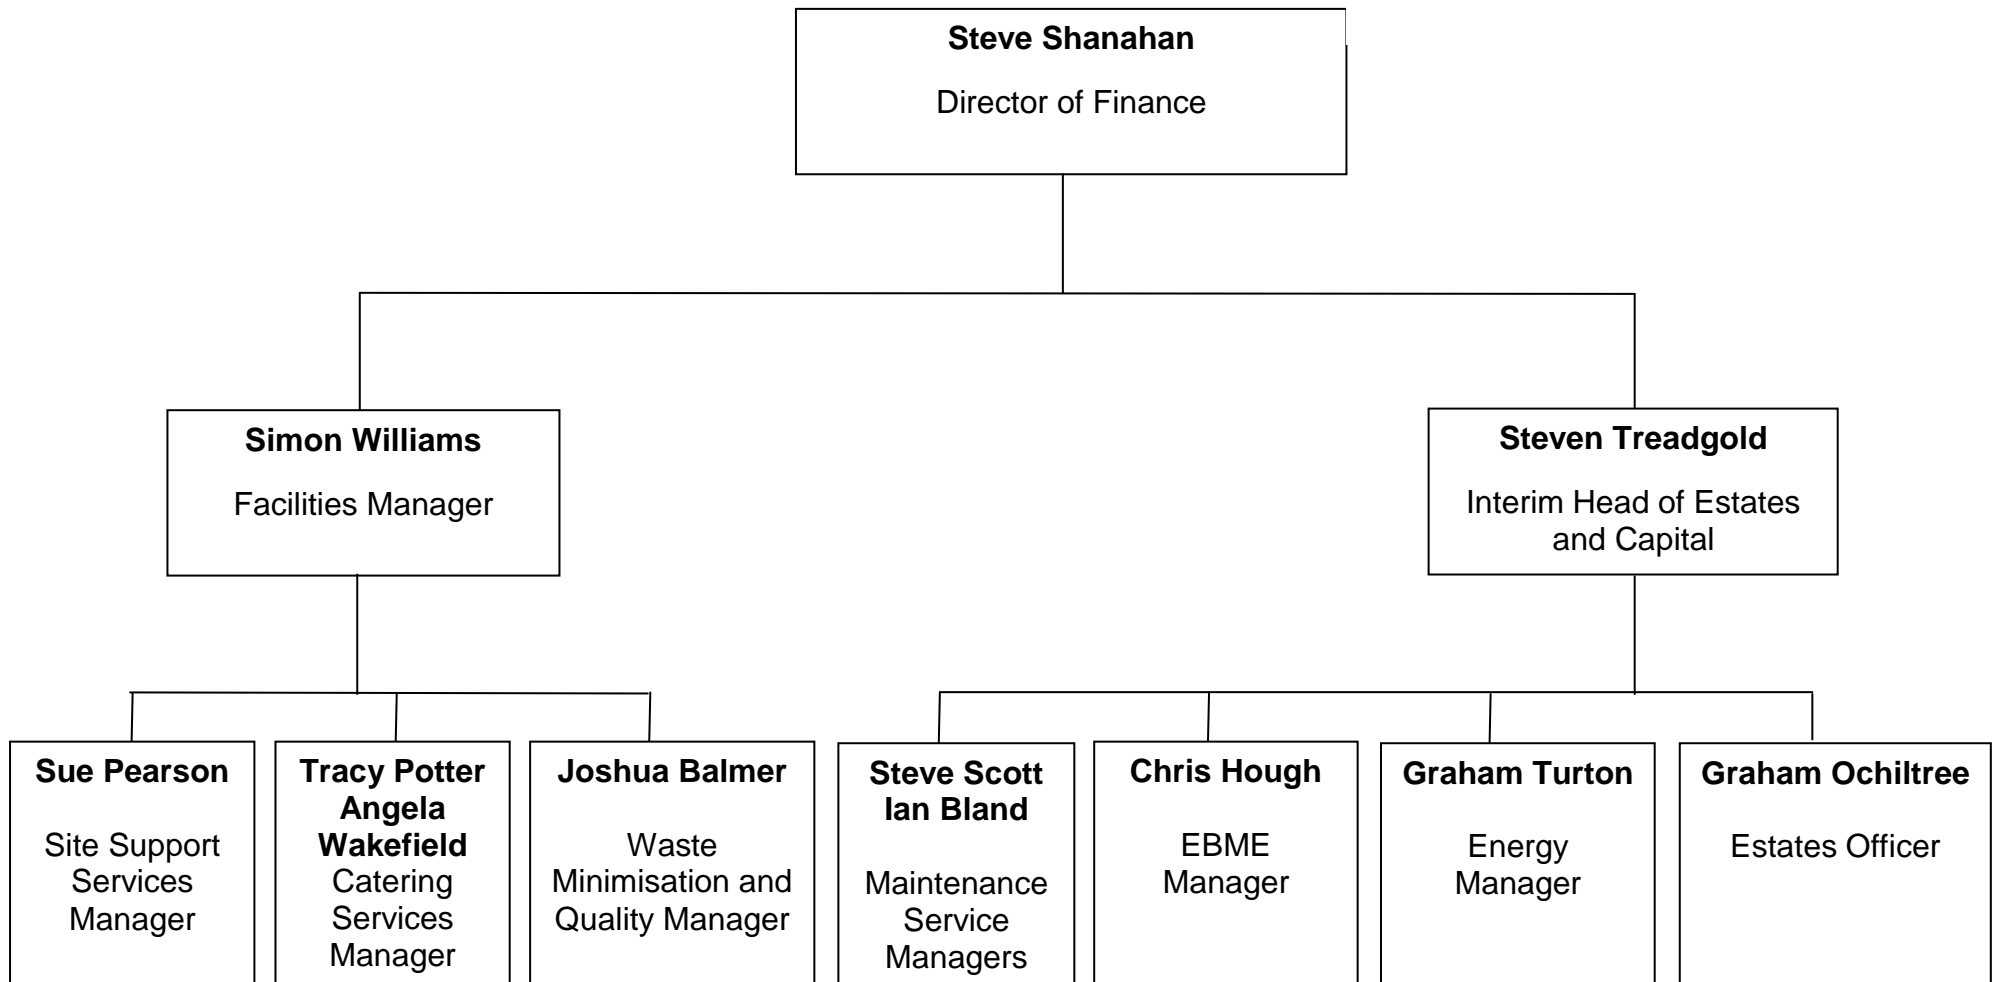 Steve Shanahan
Director of Finance
Simon Williams
Facilities Manager
Steven Treadgold
Interim Head of Estates
and Capital
Sue Pearson
Site Support
Services
Manager
Tracy Potter
Angela
Wakefield
Catering
Services
Manager
Joshua Balmer
Waste
Minimisation and
Quality Manager
Steve Scott
Ian Bland
Maintenance
Service
Managers
Chris Hough
EBME
Manager
Graham Turton
Energy
Manager
Graham Ochiltree
Estates Officer